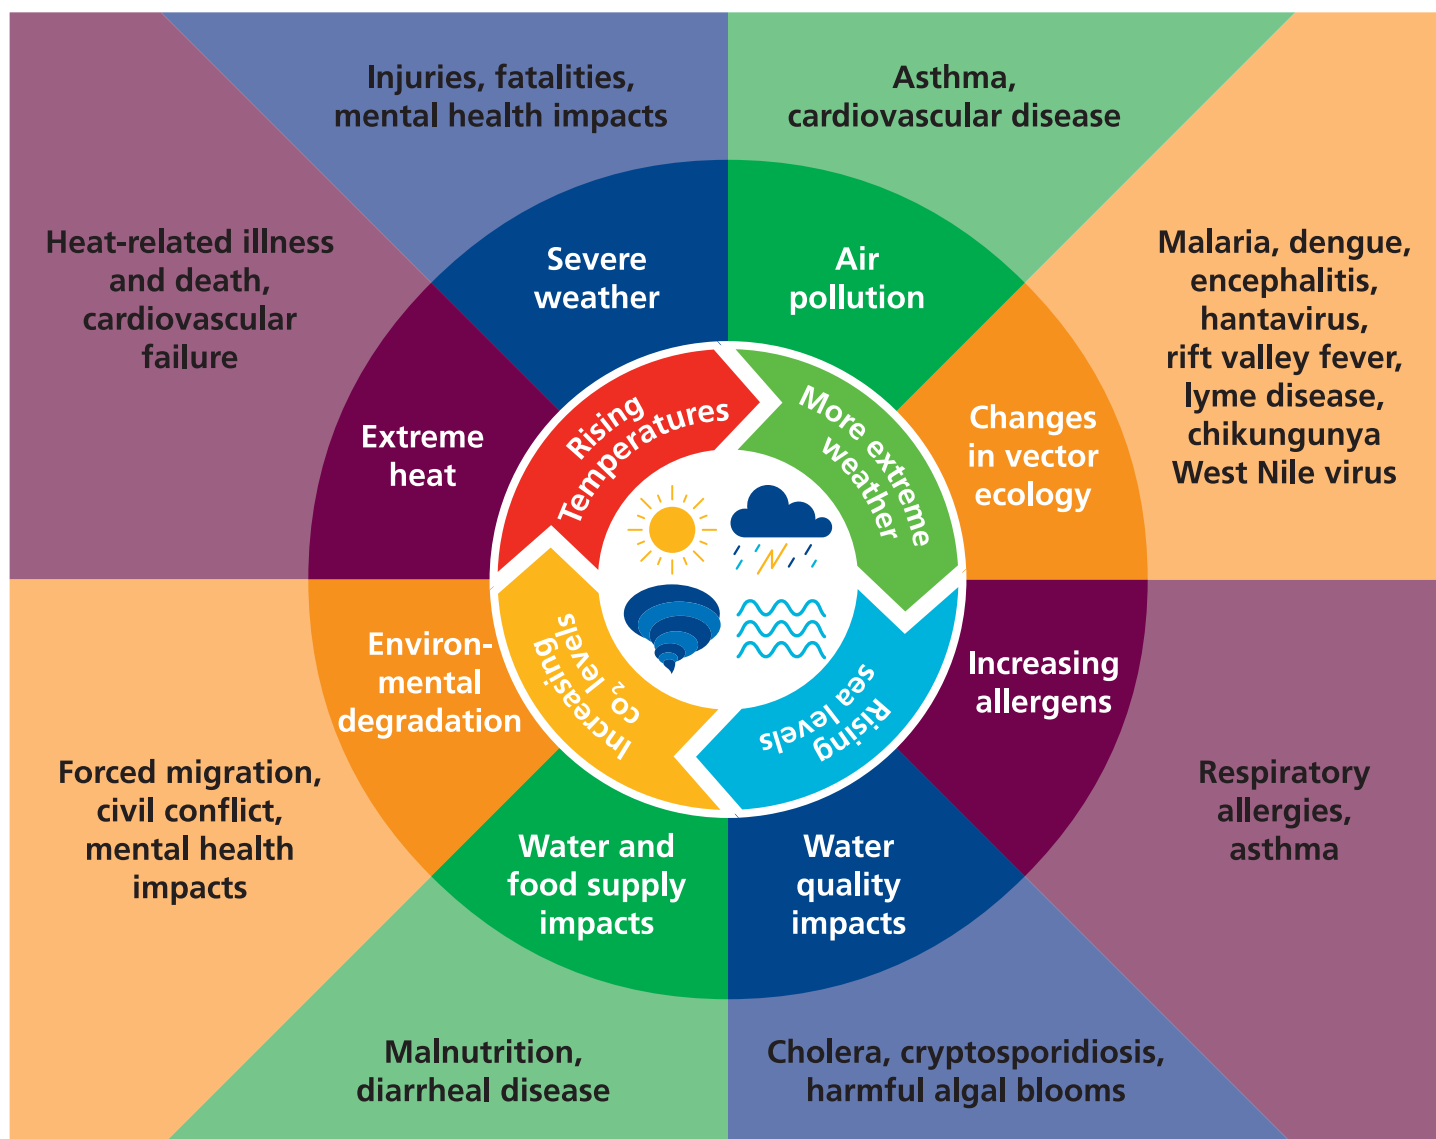 Injuries, fatalities,
mental health impacts
Asthma,
cardiovascular disease
Heat-related illness
and death,
cardiovascular
failure
Severe
weather
Air
pollution
Malaria, dengue,
encephalitis,
hantavirus,
rift valley fever,
lyme disease,
chikungunya
West Nile virus
Extreme
heat
Rising
Temperatures
More extreme
weather
Changes
in vector
ecology
Environ-
mental
degradation
Increasing
co₂ levels
Rising
sea levels
Increasing
allergens
Forced migration,
civil conflict,
mental health
impacts
Water and
food supply
impacts
Water
quality
impacts
Respiratory
allergies,
asthma
Malnutrition,
diarrheal disease
Cholera, cryptosporidiosis,
harmful algal blooms